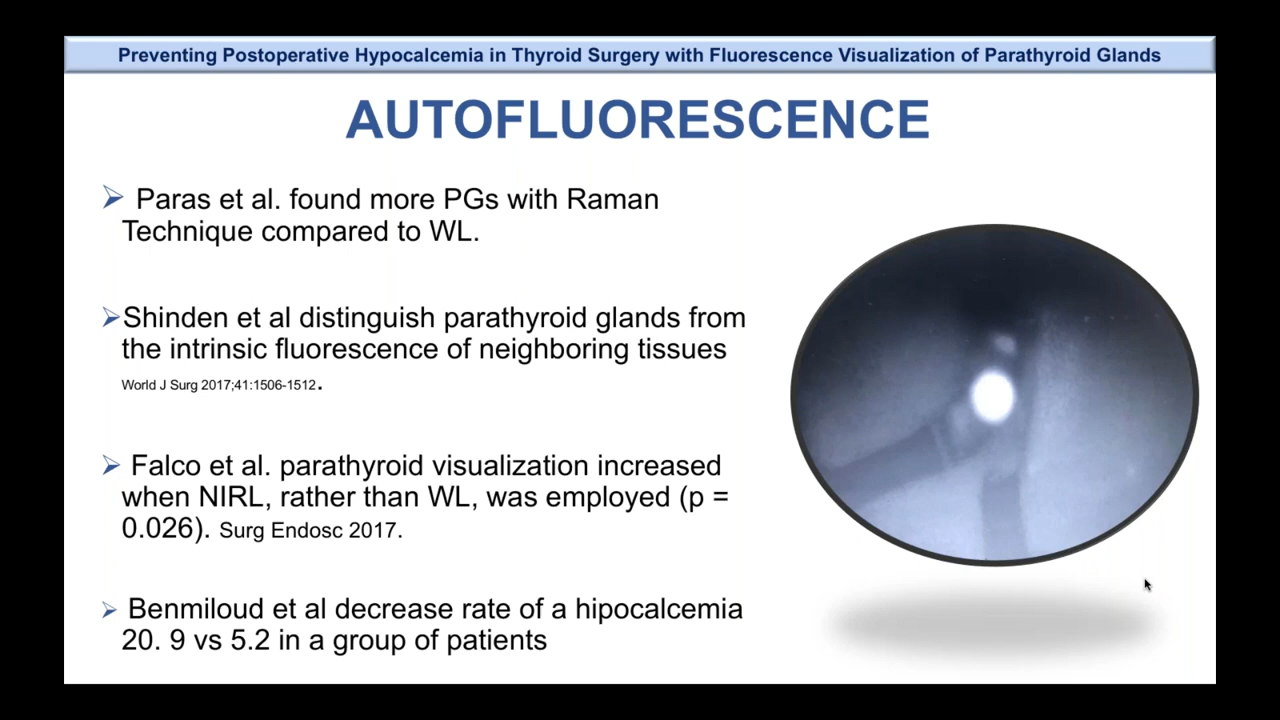 Preventing Postoperative Hypocalcemia in Thyroid Surgery with Fluorescence Visualization of Parathyroid Glands
AUTOFLUORESCENCE
➢ Paras et al. found more PGs with Raman
Technique compared to WL.
➢Shinden et al distinguish parathyroid glands from
the intrinsic fluorescence of neighboring tissues
World J Surg 2017;41:1506-1512.
➢ Falco et al. parathyroid visualization increased
when NIRL, rather than WL, was employed (p =
0.026). Surg Endosc 2017.
➢ Benmiloud et al decrease rate of a hipocalcemia
20. 9 vs 5.2 in a group of patients